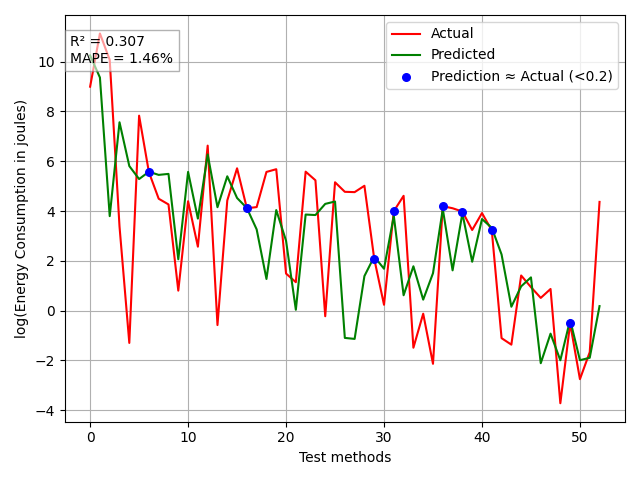 R² = 0.307
MAPE = 1.46%
Actual
Predicted
Prediction ≈ Actual (<0.2)
log(Energy Consumption in joules)
10
8
6
4
2
0
−2
−4
0
10
20
30
40
50
Test methods